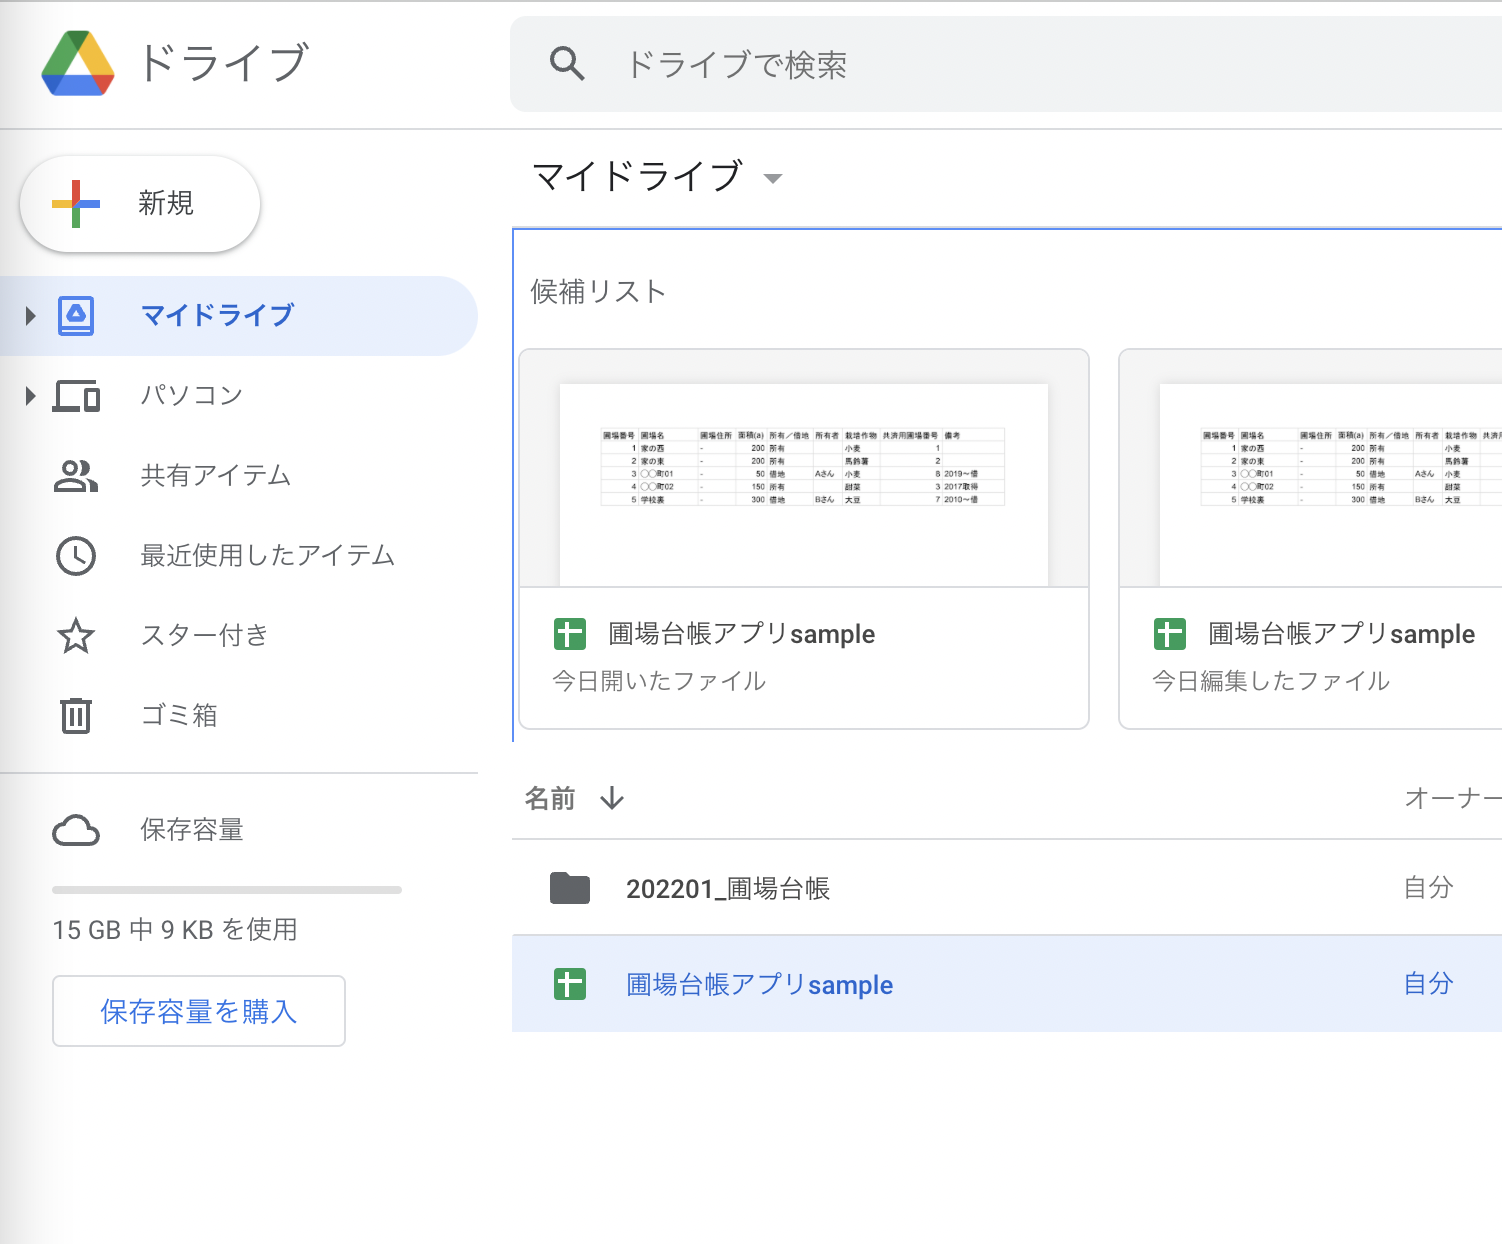 ドライブ
ドライブで検索
新規
マイドライブ
パソコン
共有アイテム
最近使用したアイテム
スター付き
ゴミ箱
保存容量
15 GB 中 9 KB を使用
保存容量を購入
マイドライブ
候補リスト
圃場番号 圃場名 圃場住所 面積(a) 所有／借地 所有者 栽培作物 共済用圃場番号 備考
1 家の西 - 200 所有 小麦 1
2 家の東 - 200 所有 馬鈴薯 2
3 〇〇町01 - 50 借地 Aさん 小麦 8 2019〜借
4 〇〇町02 - 150 所有 甜菜 3 2017取得
5 学校裏 - 300 借地 Bさん 大豆 7 2010〜借
圃場台帳アプリsample
今日開いたファイル
圃場番号 圃場名 圃場住所 面積(a) 所有／借地 所有者 栽培作物 共済用
1 家の西 - 200 所有 小麦
2 家の東 - 200 所有 馬鈴薯
3 〇〇町01 - 50 借地 Aさん 小麦
4 〇〇町02 - 150 所有 甜菜
5 学校裏 - 300 借地 Bさん 大豆
圃場台帳アプリsample
今日編集したファイル
名前 オーナー
202201_圃場台帳 自分
圃場台帳アプリsample 自分